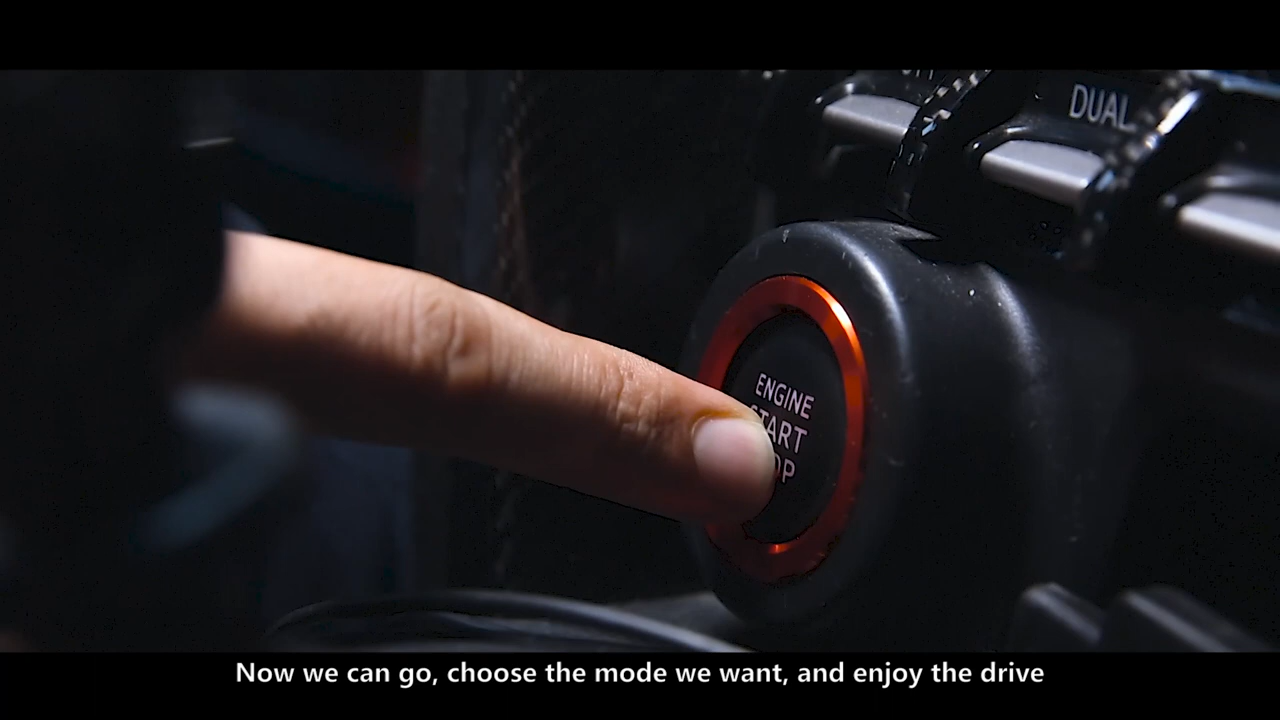 DUAL
ENGINE
START
Now we can go, choose the mode we want, and enjoy the drive